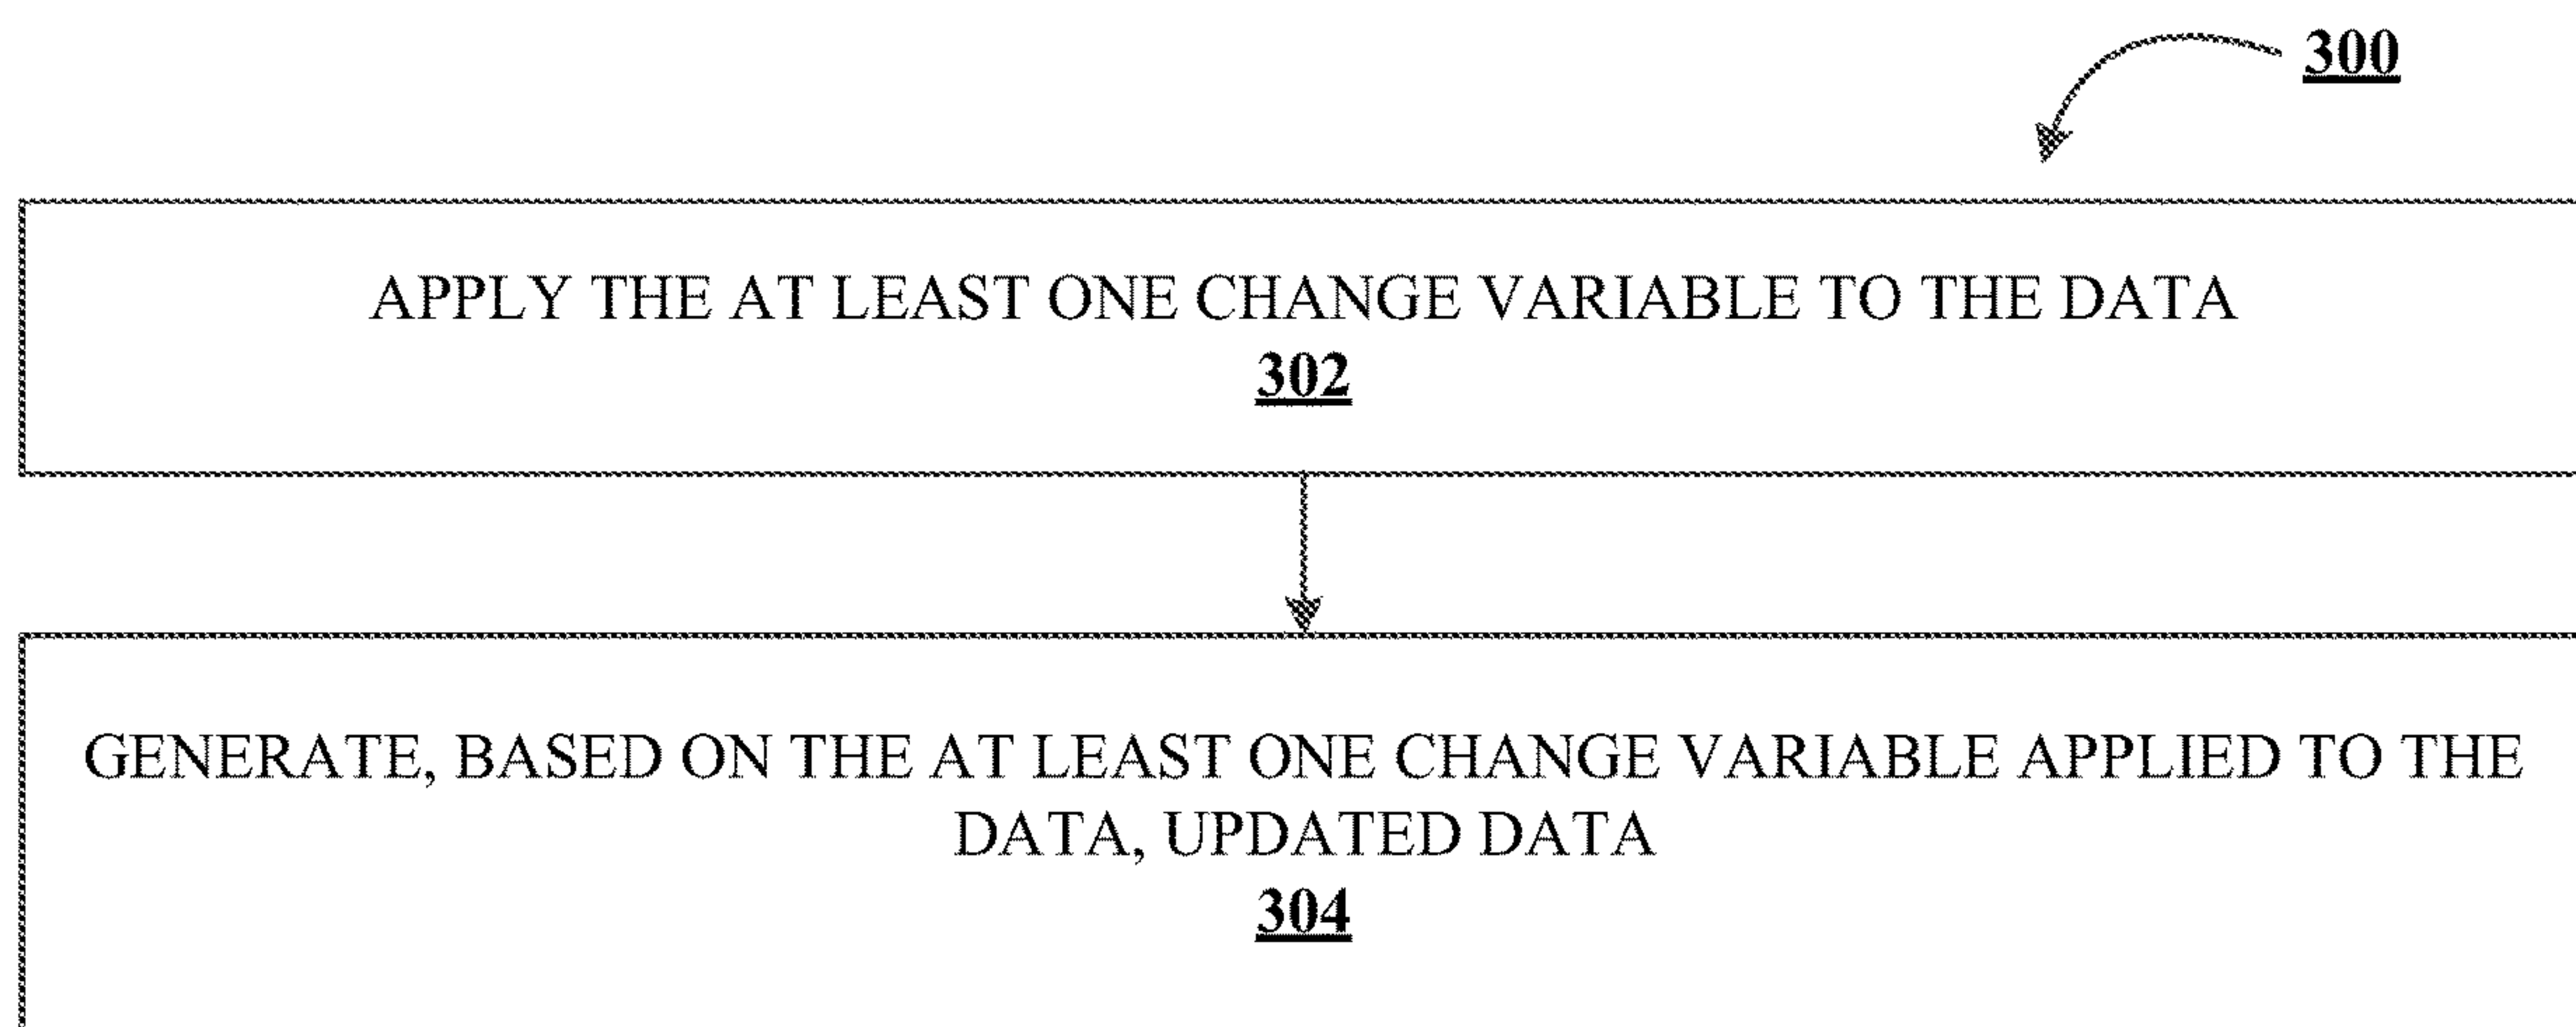 300
APPLY THE AT LEAST ONE CHANGE VARIABLE TO THE DATA
302
GENERATE, BASED ON THE AT LEAST ONE CHANGE VARIABLE APPLIED TO THE
DATA, UPDATED DATA
304